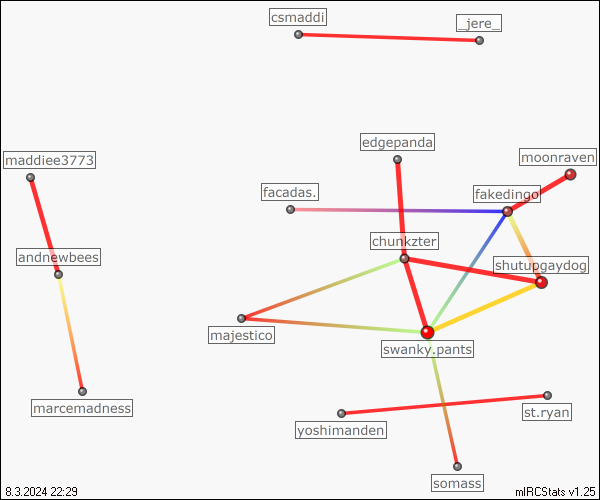 csmaddi
_jere_
edgepanda
maddiee3773
moonraven
facadas.
fakedingo
chunkzter
andnewbees
shutupgaydog
majestico
swanky.pants
marcemadness
st.ryan
yoshimanden
somass
8.3.2024 22:29
mIRCStats v1.25